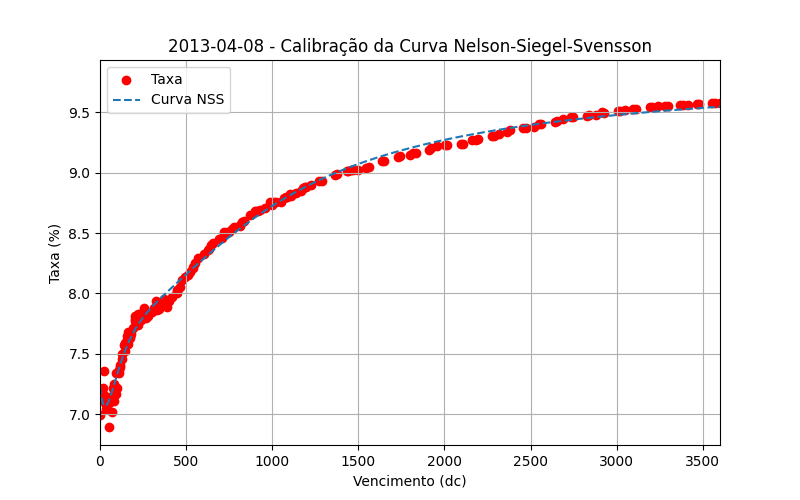 2013-04-08 - Calibração da Curva Nelson-Siegel-Svensson
Taxa
Curva NSS
Taxa (%)
9.5
9.0
8.5
8.0
7.5
7.0
0 500 1000 1500 2000 2500 3000 3500
Vencimento (dc)